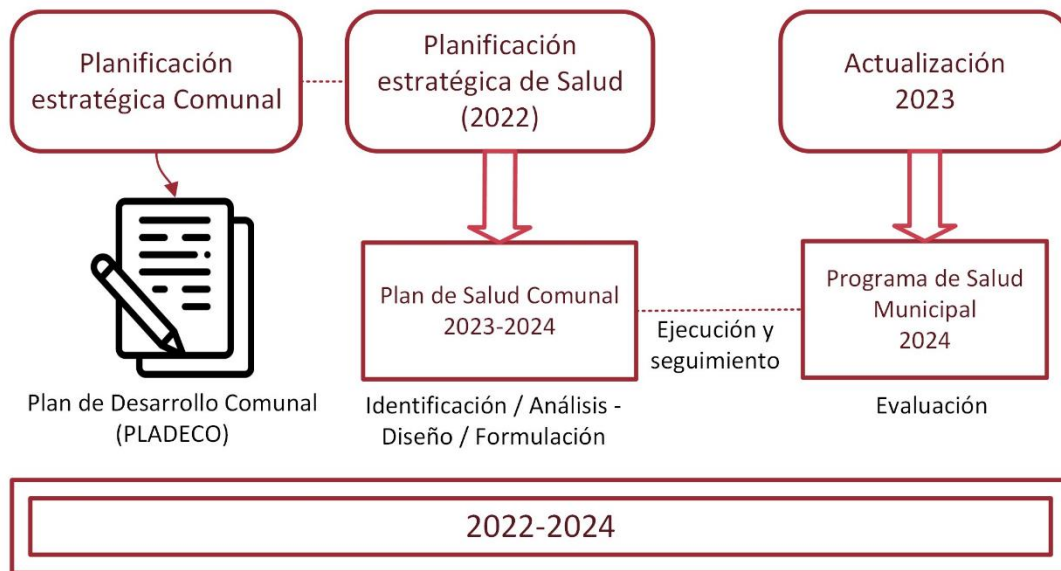 Planificación
estratégica Comunal
Planificación
estratégica de Salud
(2022)
Actualización
2023
Plan de Salud Comunal
2023-2024
Ejecución y
seguimiento
Programa de Salud
Municipal
2024
Plan de Desarrollo Comunal
(PLADECO)
Identificación / Análisis -
Diseño / Formulación
Evaluación
2022-2024